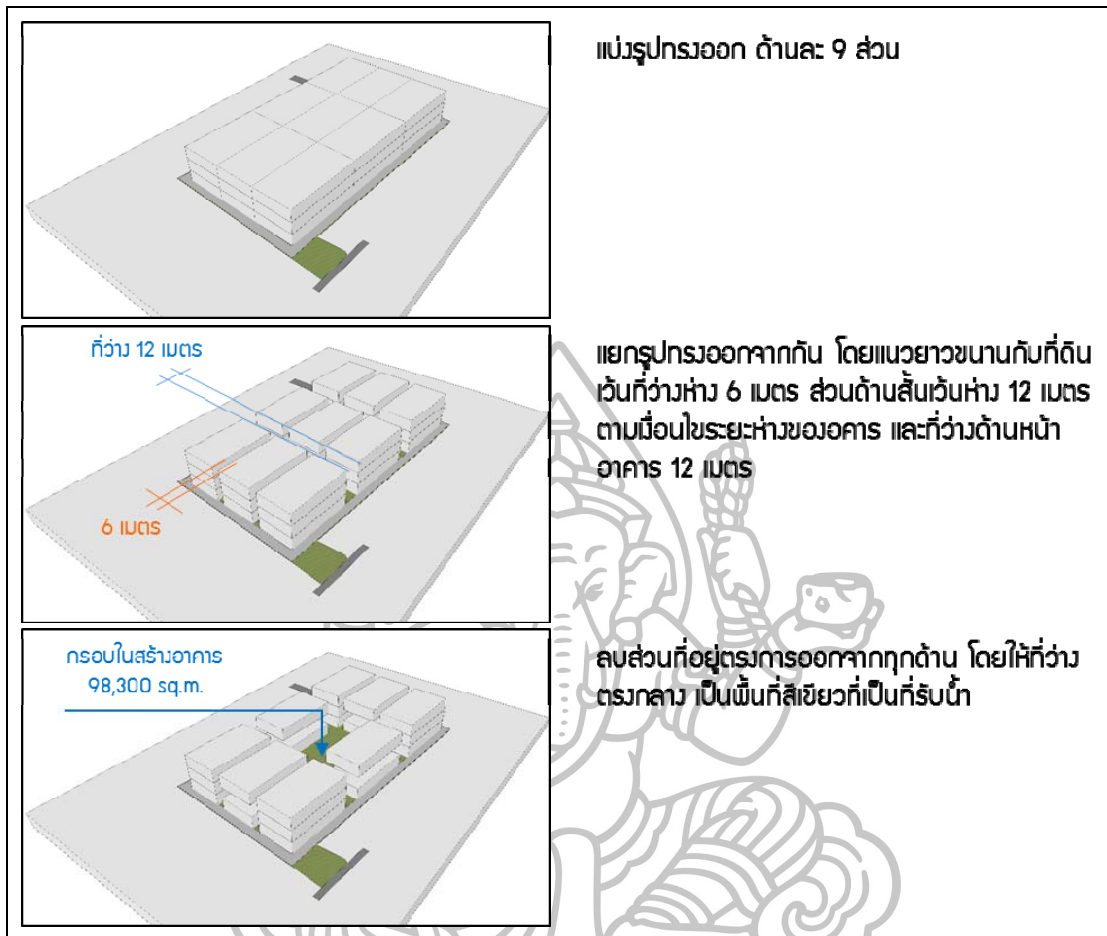 แบ่งรูปทรงออก ด้านละ 9 ส่วน
ที่ว่าง 12 เมตร
6 เมตร
แยกรูปทรงออกจากกัน โดยแนวยาวขนานกับที่ดิน
เว้นที่ว่างห่าง 6 เมตร ส่วนด้านสั้นเว้นห่าง 12 เมตร
ตามเงื่อนไขระยะห่างของอคาร และที่ว่างด้านหน้า
อาคาร 12 เมตร
กรอบในสร้างอาคาร
98,300 sq.m.
ลบส่วนที่อยู่ตรงการออกจากทุกด้าน โดยให้ที่ว่าง
ตรงกลาง เป็นพื้นที่สีเขียวที่เป็นที่รับน้ำ